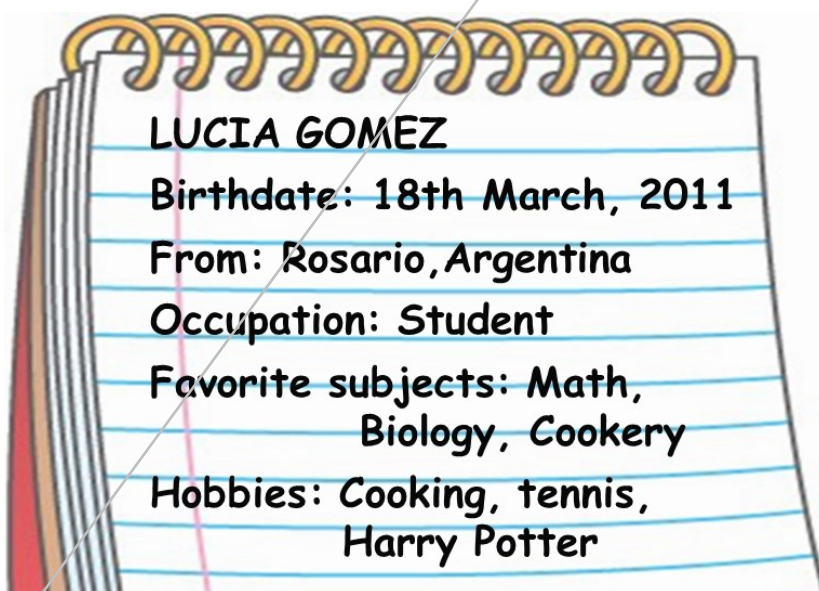 LUCIA GOMEZ
Birthdate: 18th March, 2011
From: Rosario, Argentina
Occupation: Student
Favorite subjects: Math,
Biology, Cookery
Hobbies: Cooking, tennis,
Harry Potter